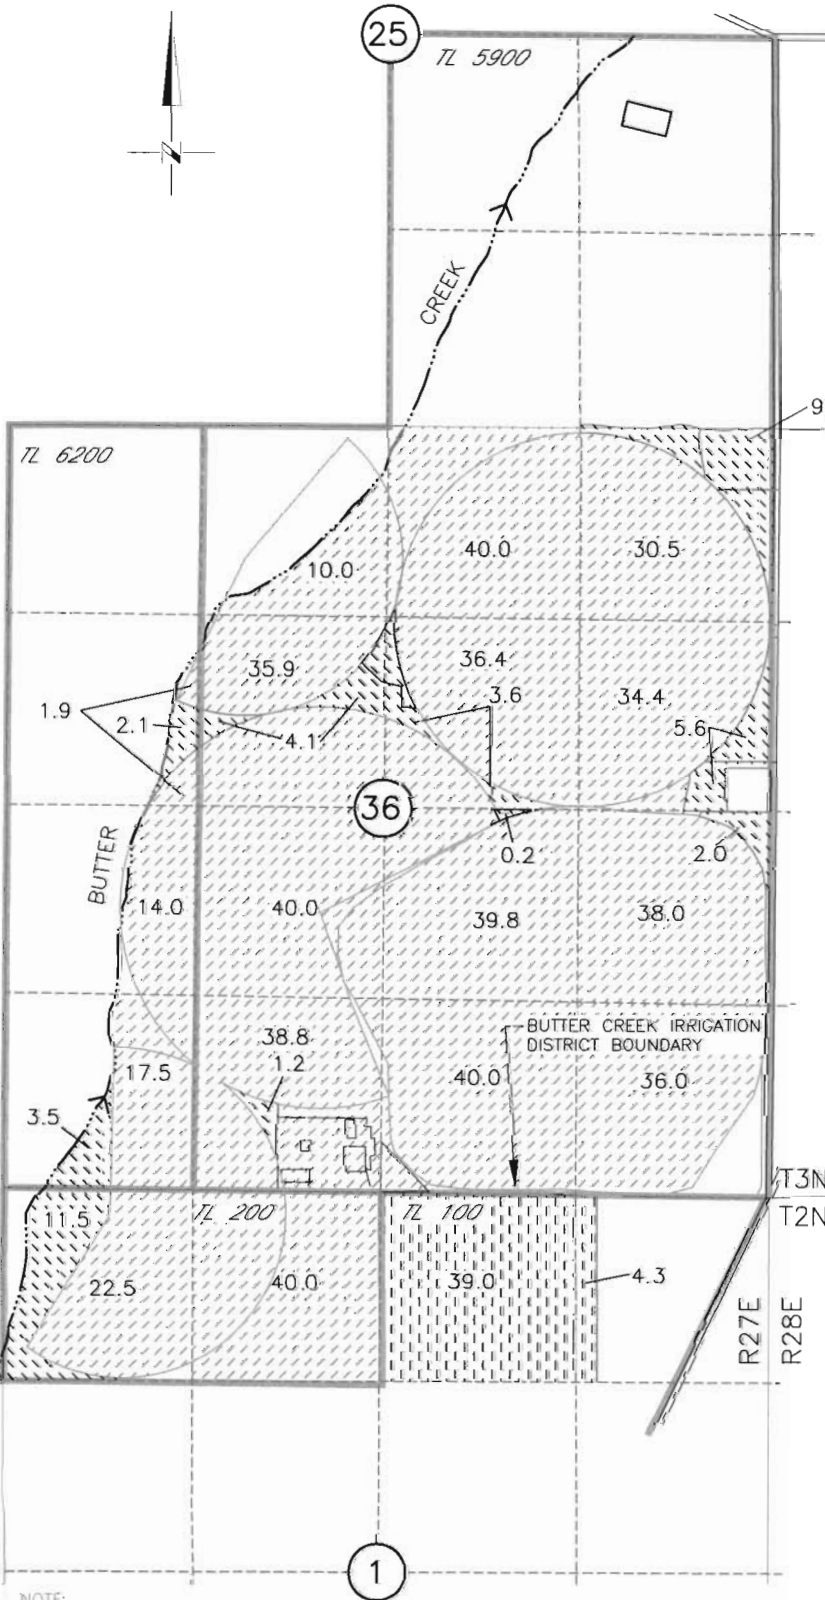 25
TL 5900
N
CREEK
9
TL 6200
40.0
30.5
10.0
36.4
35.9
3.6
34.4
1.9
2.1
4.1
5.6
36
0.2
2.0
BUTTER
14.0
40.0
39.8
38.0
BUTTER CREEK IRRIGATION
DISTRICT BOUNDARY
38.8
1.2
17.5
40.0
36.0
3.5
T3N
11.5
TL 200
TL 100
T2N
22.5
40.0
39.0
4.3
R27E
R28E
1
NOTE: